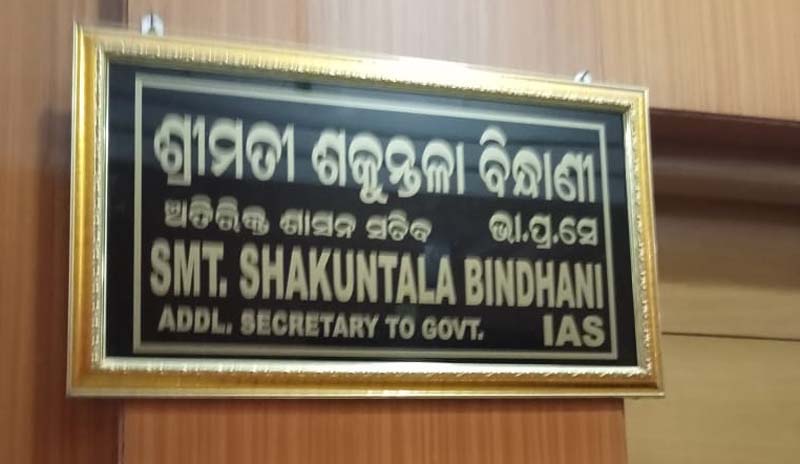 ଶ୍ରୀମତୀ ଶକୁନ୍ତଳା ବିନ୍ଧାଣୀ
ଅତିରିକ୍ତ ଶାସନ ସଚିବ ଭା.ପ୍ର.ସେ
SMT. SHAKUNTALA BINDHANI
ADDL. SECRETARY TO GOVT. IAS